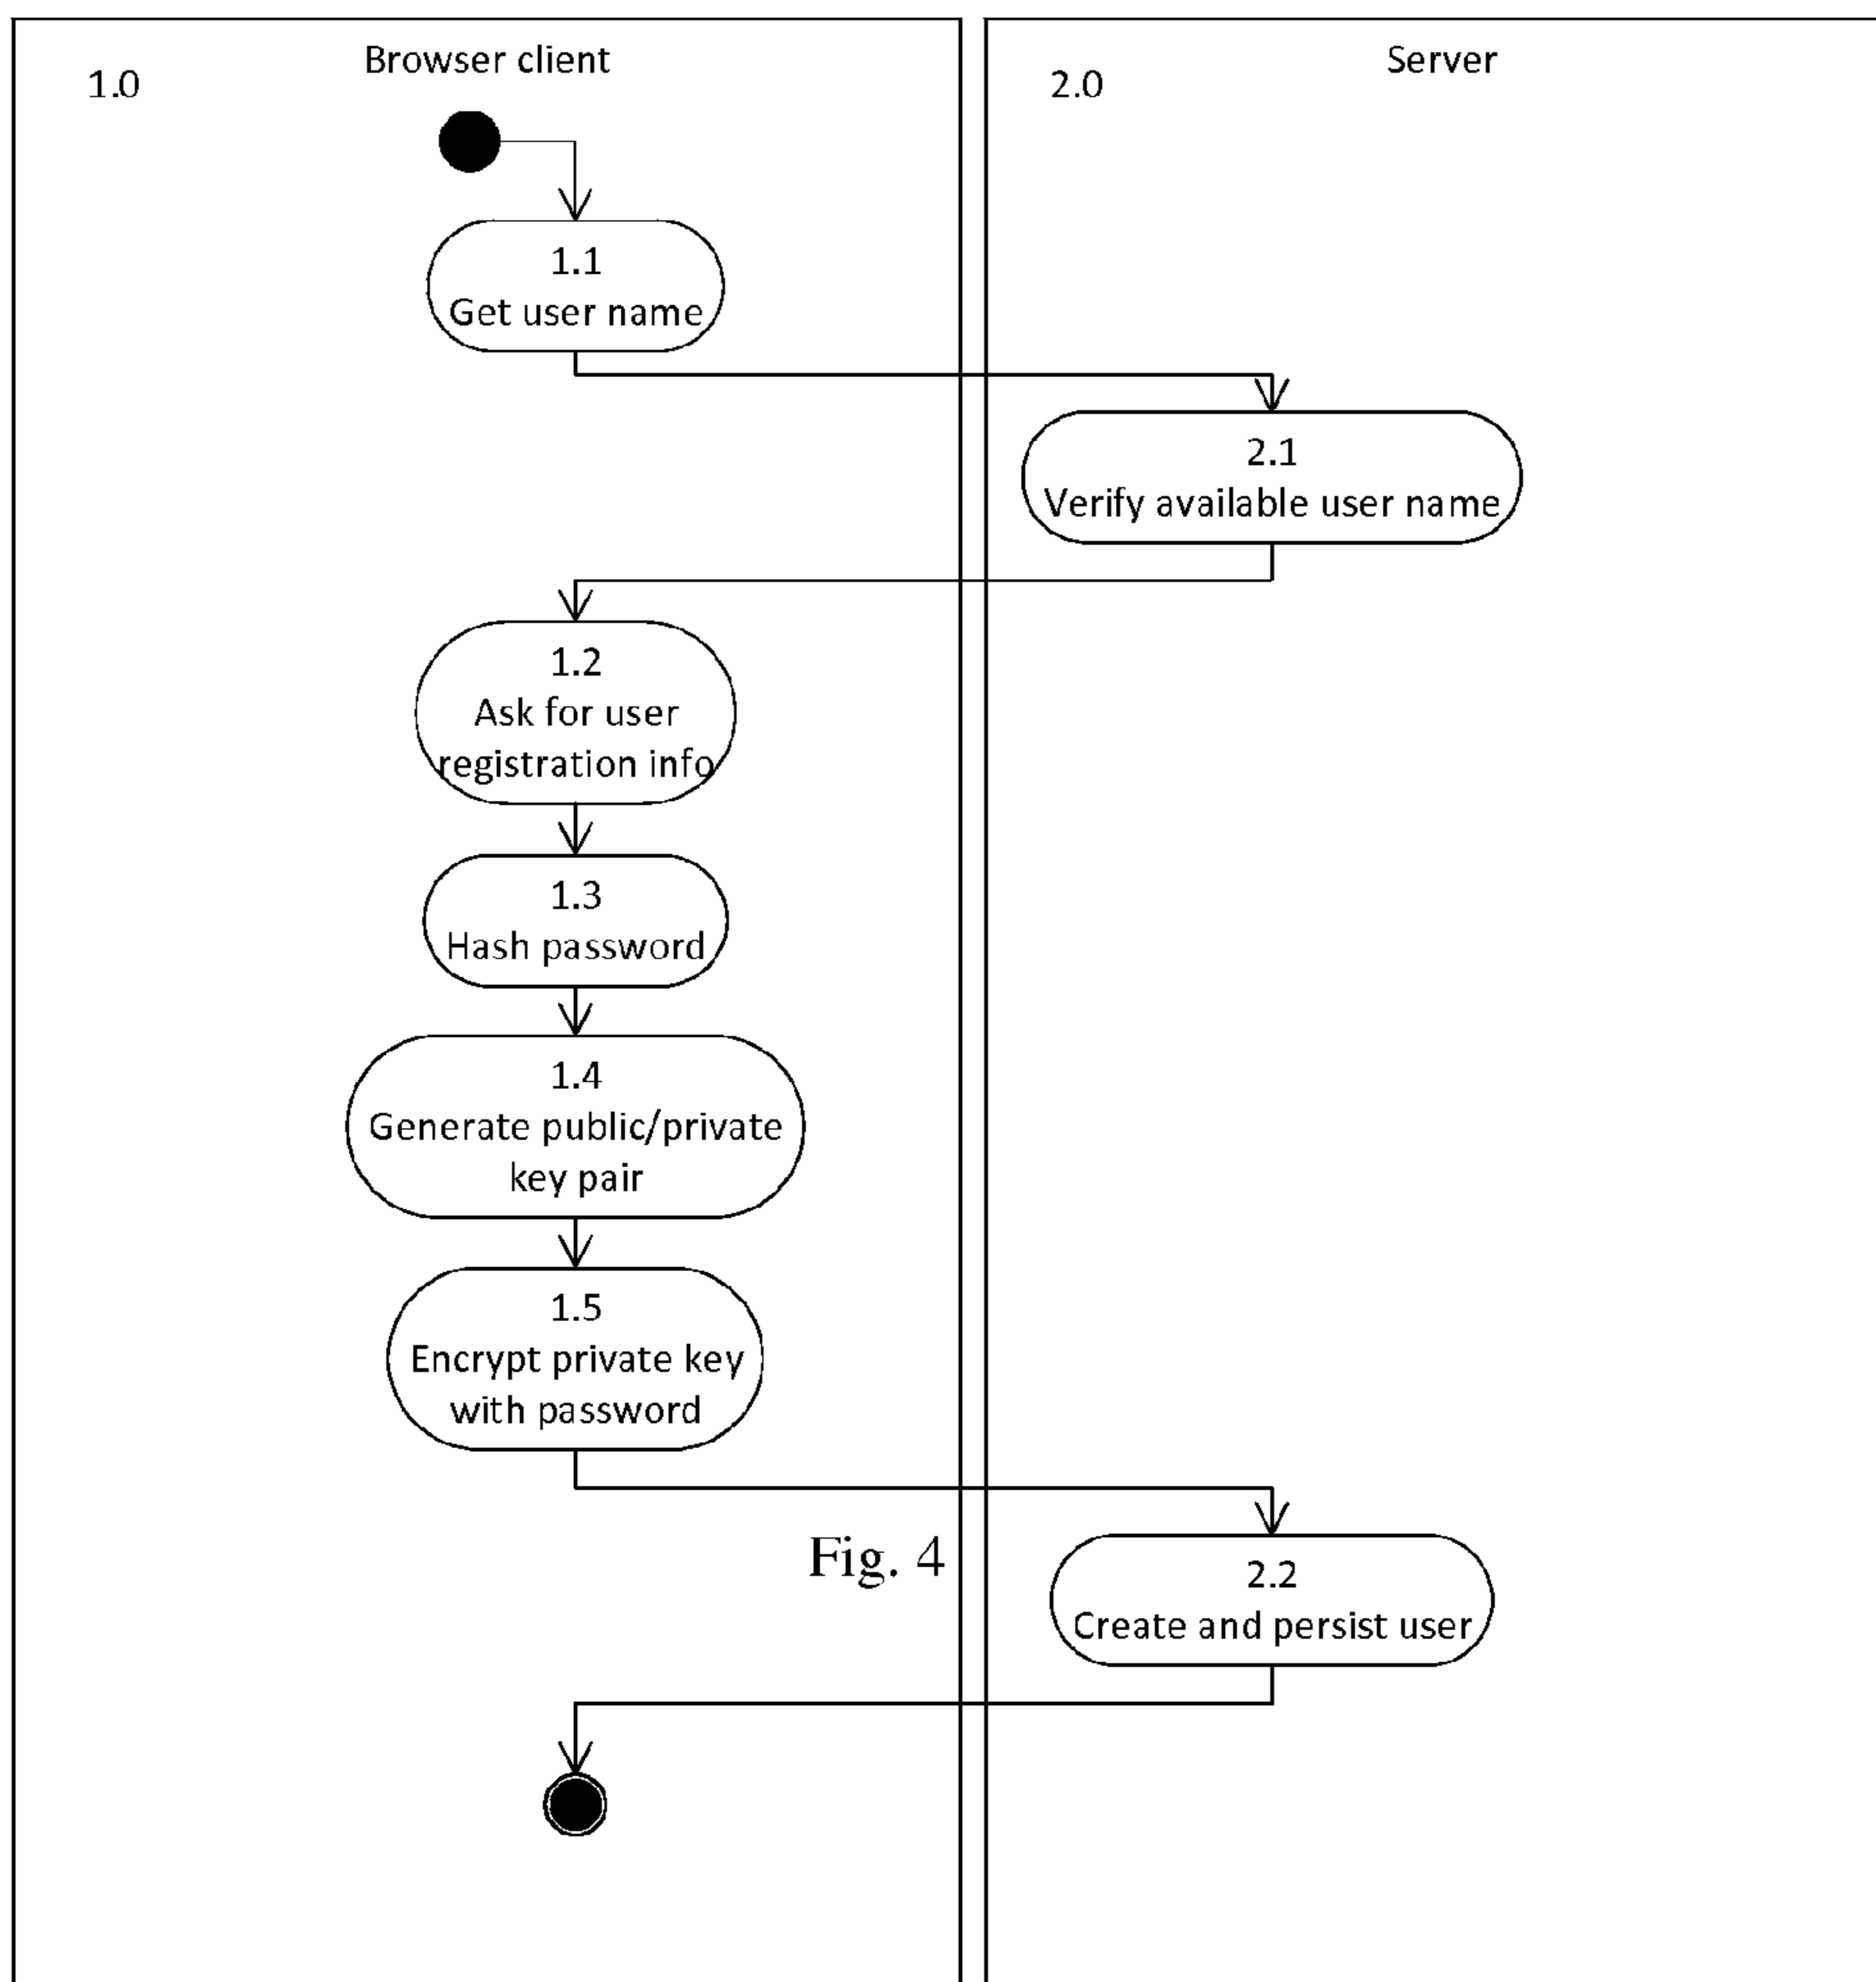 Browser client
1.0
Server
2.0
1.1
Get user name
2.1
Verify available user name
1.2
Ask for user
registration info
1.3
Hash password
1.4
Generate public/private
key pair
1.5
Encrypt private key
with password
Fig. 4
2.2
Create and persist user